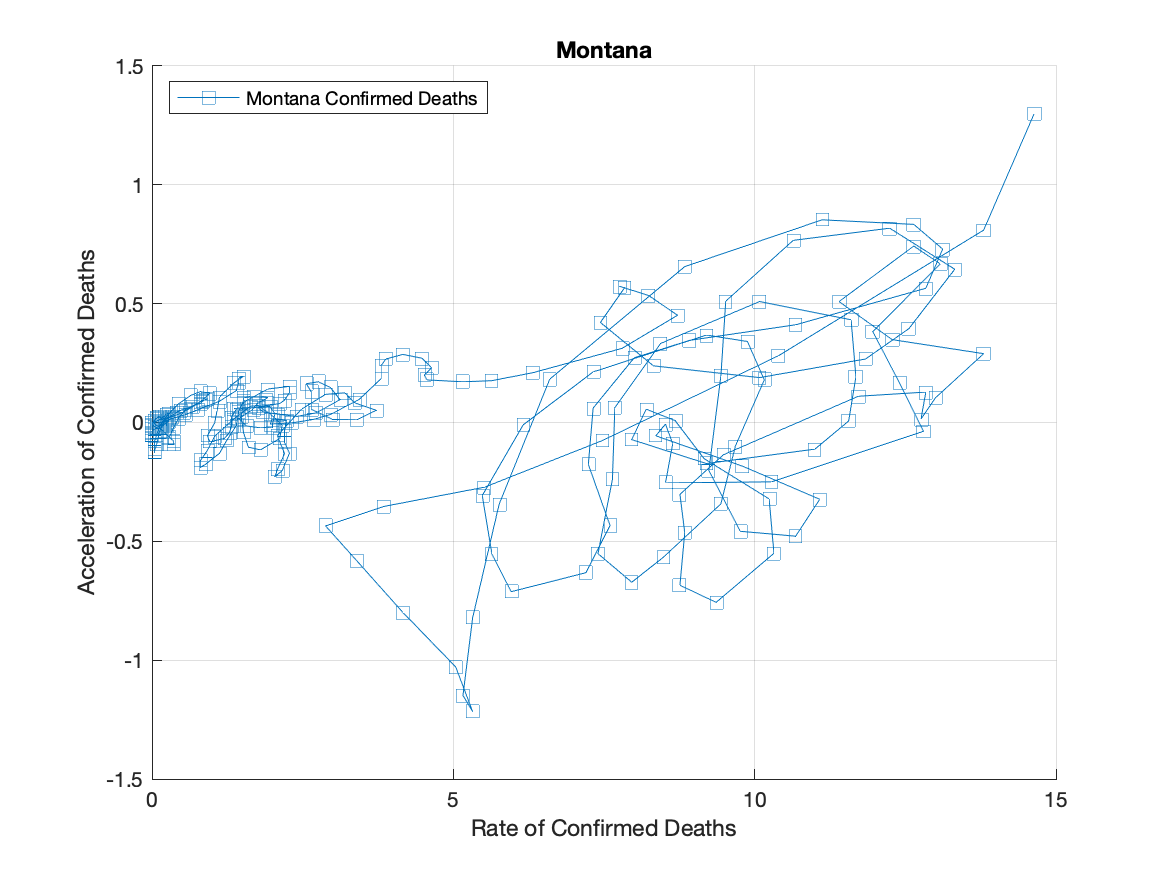 Montana
1.5
Montana Confirmed Deaths
1
0.5
0
-0.5
-1
-1.5
Acceleration of Confirmed Deaths
0 5 10 15
Rate of Confirmed Deaths